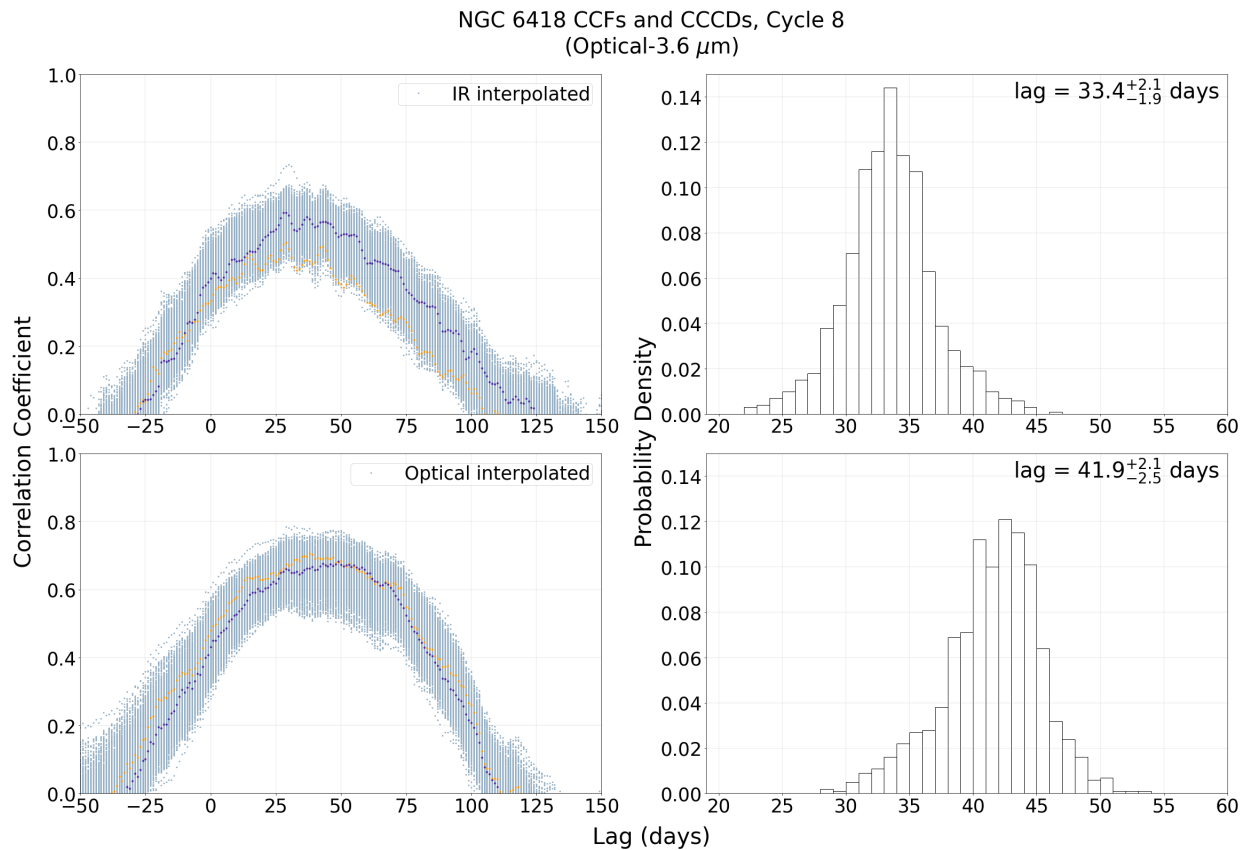 NGC 6418 CCFs and CCCDs, Cycle 8
(Optical-3.6 μm)
IR interpolated
1.0
0.8
0.6
0.4
0.2
0.0
−50 −25 0 25 50 75 100 125 150
lag = 33.4 +2.1 −1.9 days
0.14
0.12
0.10
0.08
0.06
0.04
0.02
0.00
20 25 30 35 40 45 50 55 60
Correlation Coefficient
Probability Density
Optical interpolated
1.0
0.8
0.6
0.4
0.2
0.0
−50 −25 0 25 50 75 100 125 150
lag = 41.9 +2.1 −2.5 days
0.14
0.12
0.10
0.08
0.06
0.04
0.02
0.00
20 25 30 35 40 45 50 55 60
Lag (days)